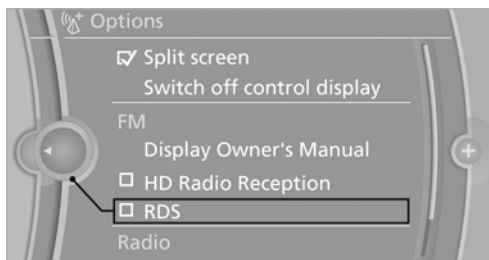 Options
Split screen
Switch off control display
FM
Display Owner's Manual
HD Radio Reception
RDS
Radio